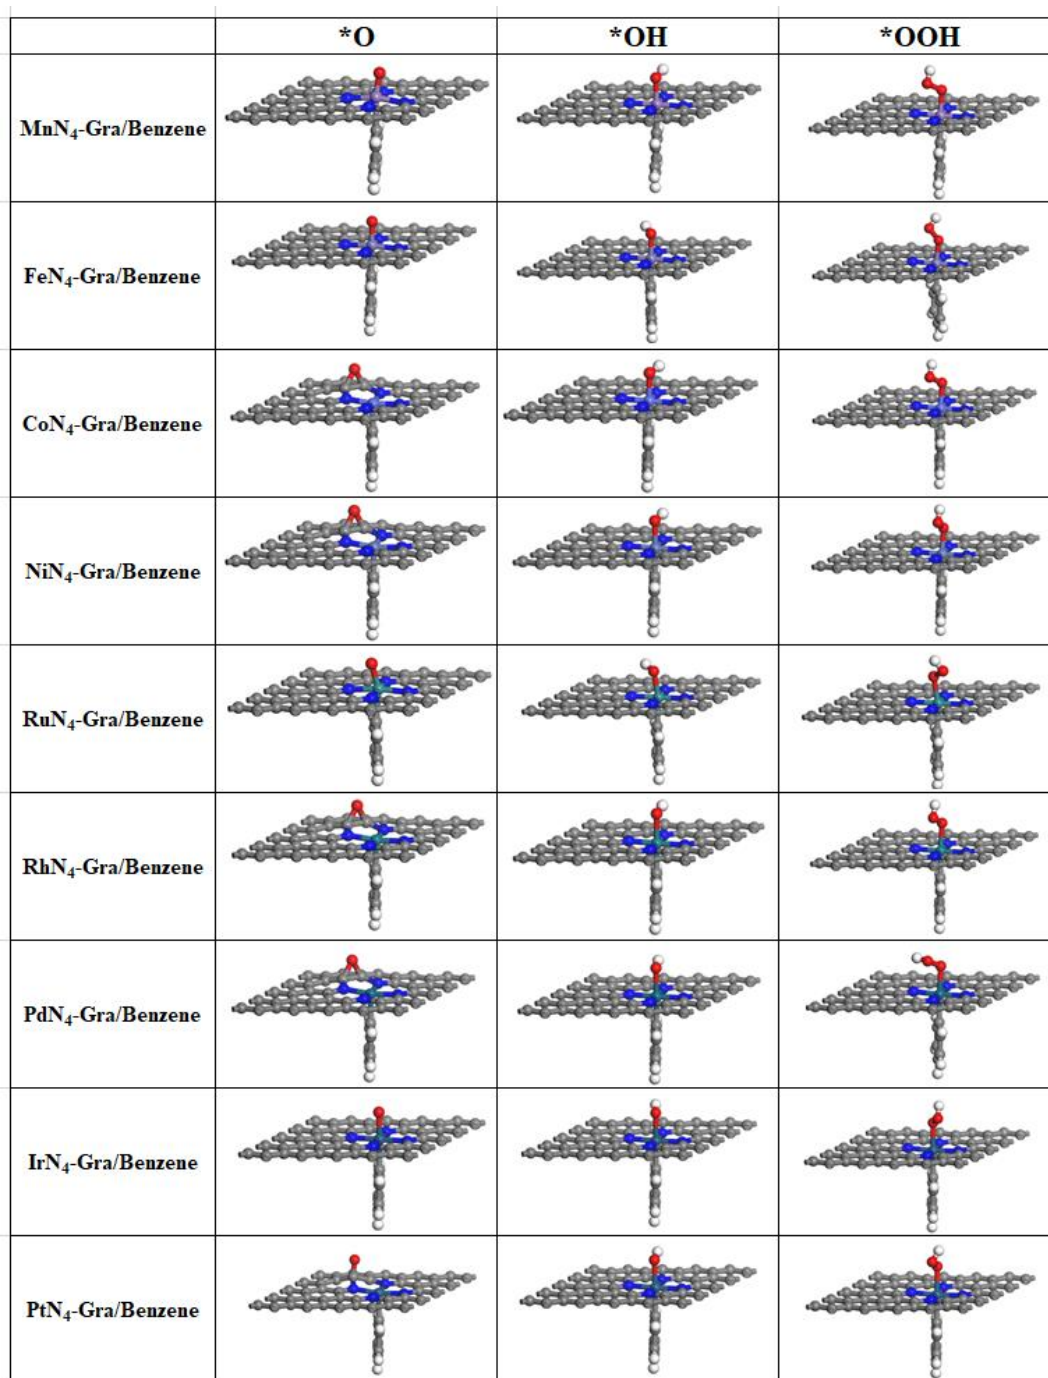 *O *OH *OOH
MnN₄-Gra/Benzene
FeN₄-Gra/Benzene
CoN₄-Gra/Benzene
NiN₄-Gra/Benzene
RuN₄-Gra/Benzene
RhN₄-Gra/Benzene
PdN₄-Gra/Benzene
IrN₄-Gra/Benzene
PtN₄-Gra/Benzene